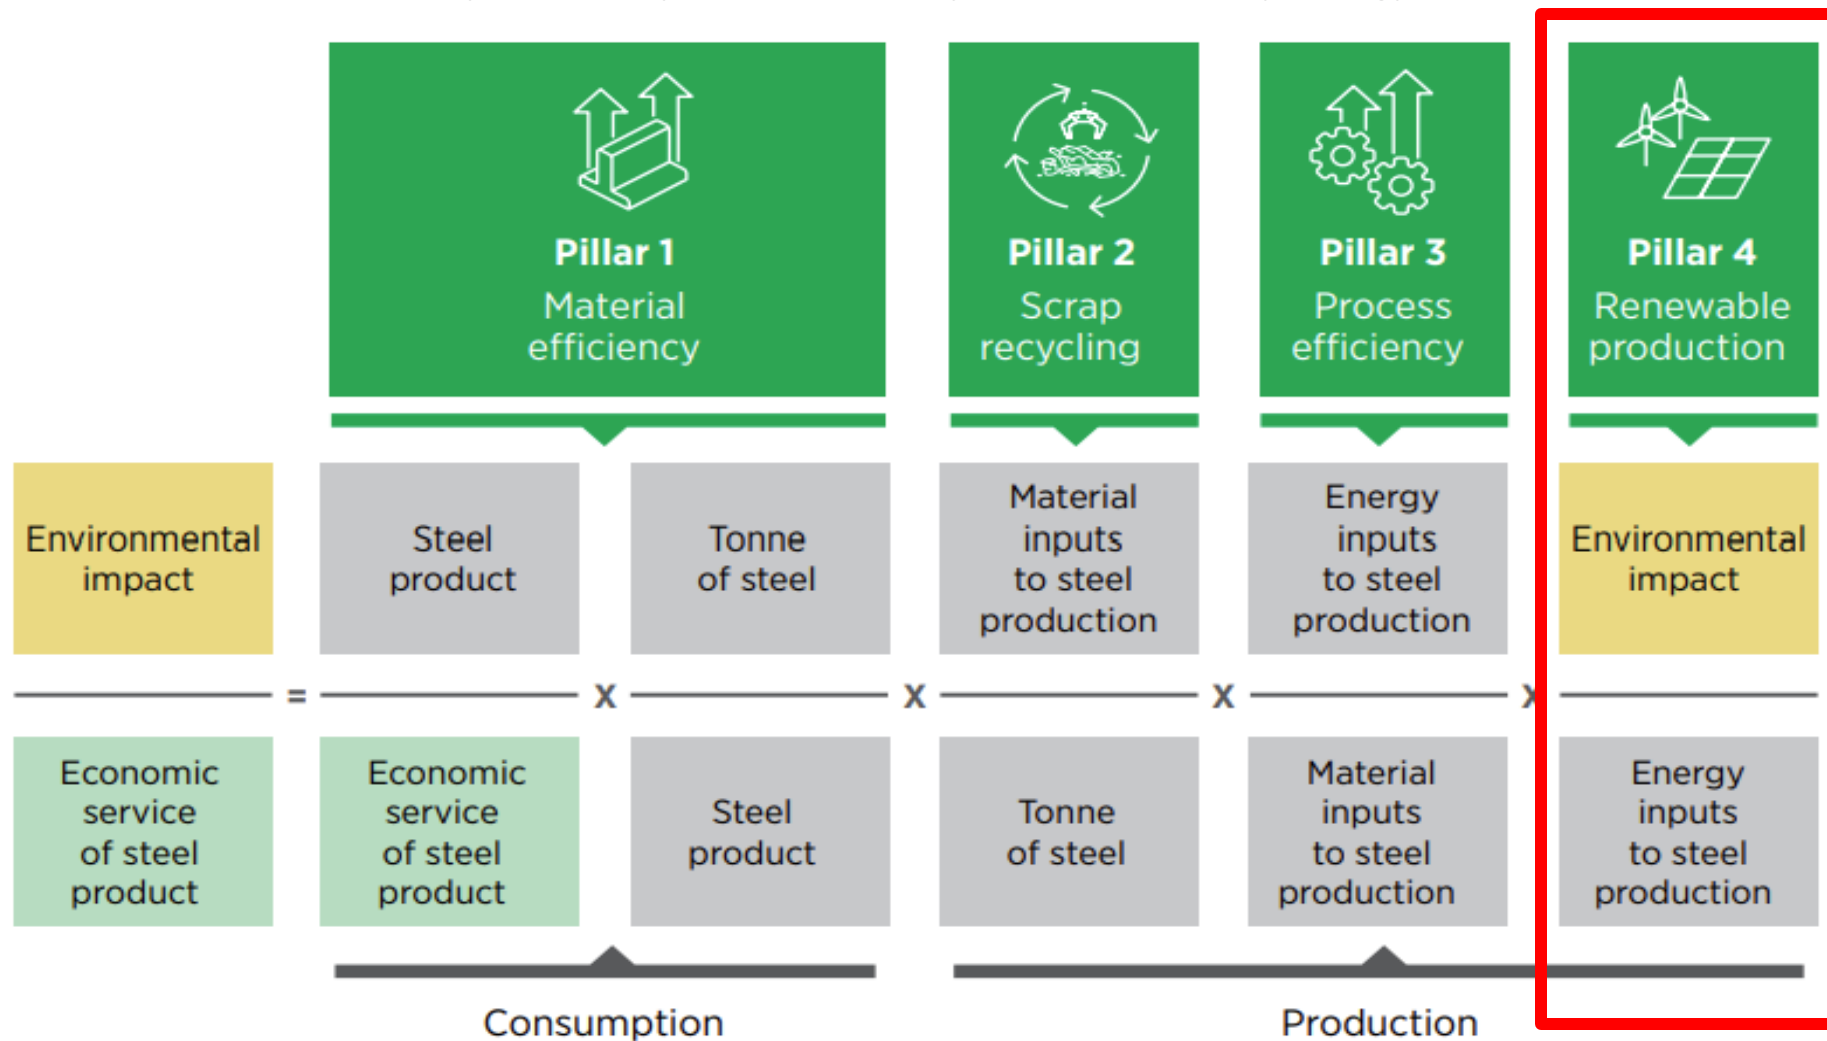 Pillar 1
Material
efficiency
Pillar 2
Scrap
recycling
Pillar 3
Process
efficiency
Pillar 4
Renewable
production
Environmental
impact
Steel
product
Tonne
of steel
Material
inputs
to steel
production
Energy
inputs
to steel
production
Environmental
impact
= X X X X
Economic
service
of steel
product
Economic
service
of steel
product
Steel
product
Tonne
of steel
Material
inputs
to steel
production
Energy
inputs
to steel
production
Consumption
Production